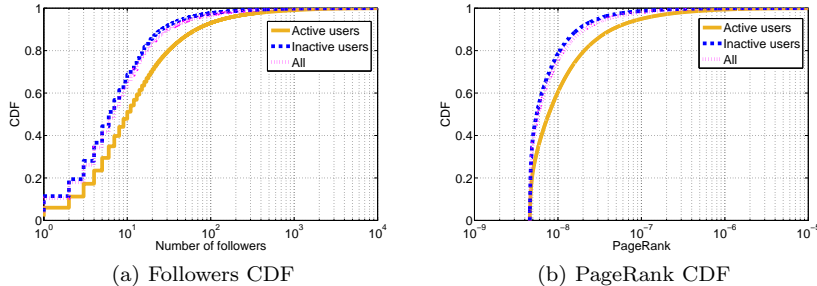 1
0.8
0.6
0.4
0.2
0
CDF
Active users
Inactive users
All
10^0 10^1 10^2 10^3 10^4
Number of followers
(a) Followers CDF
1
0.8
0.6
0.4
0.2
0
CDF
Active users
Inactive users
All
10^-9 10^-8 10^-7 10^-6 10^-5
PageRank
(b) PageRank CDF